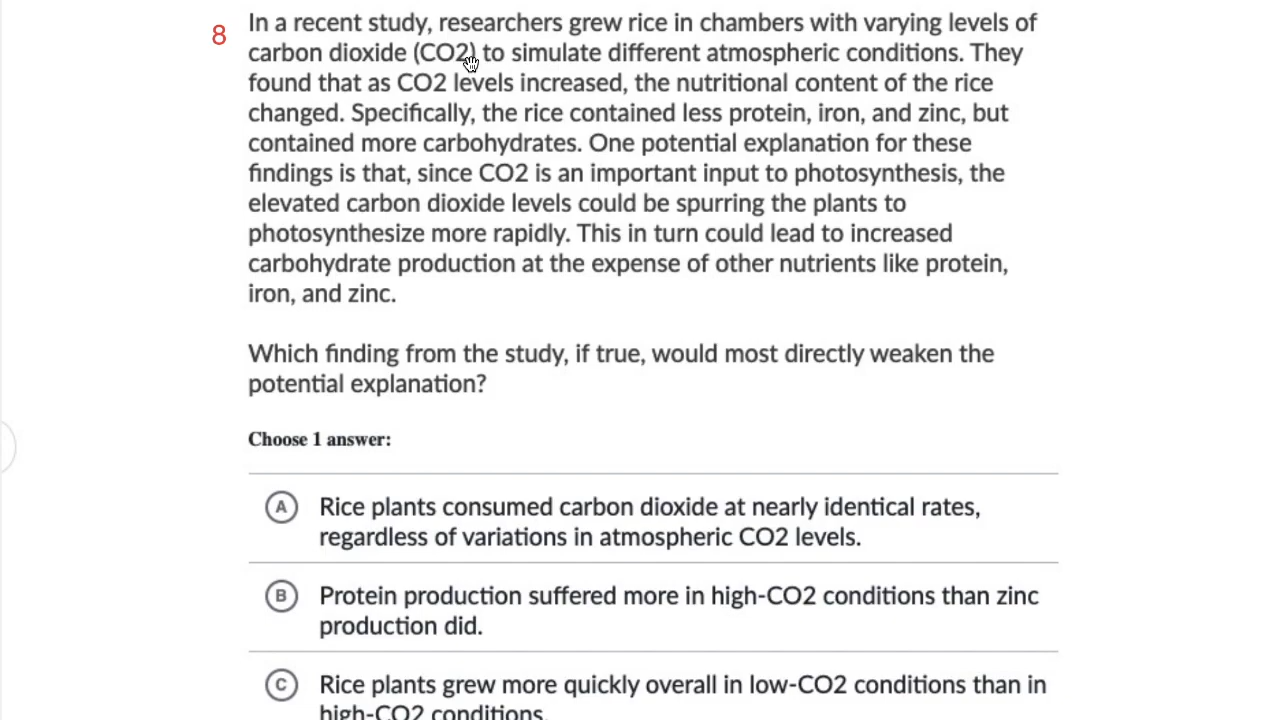 8
In a recent study, researchers grew rice in chambers with varying levels of
carbon dioxide (CO2) to simulate different atmospheric conditions. They
found that as CO2 levels increased, the nutritional content of the rice
changed. Specifically, the rice contained less protein, iron, and zinc, but
contained more carbohydrates. One potential explanation for these
findings is that, since CO2 is an important input to photosynthesis, the
elevated carbon dioxide levels could be spurring the plants to
photosynthesize more rapidly. This in turn could lead to increased
carbohydrate production at the expense of other nutrients like protein,
iron, and zinc.
Which finding from the study, if true, would most directly weaken the
potential explanation?
Choose 1 answer:
A Rice plants consumed carbon dioxide at nearly identical rates,
regardless of variations in atmospheric CO2 levels.
B Protein production suffered more in high-CO2 conditions than zinc
production did.
C Rice plants grew more quickly overall in low-CO2 conditions than in
high-CO2 conditions.